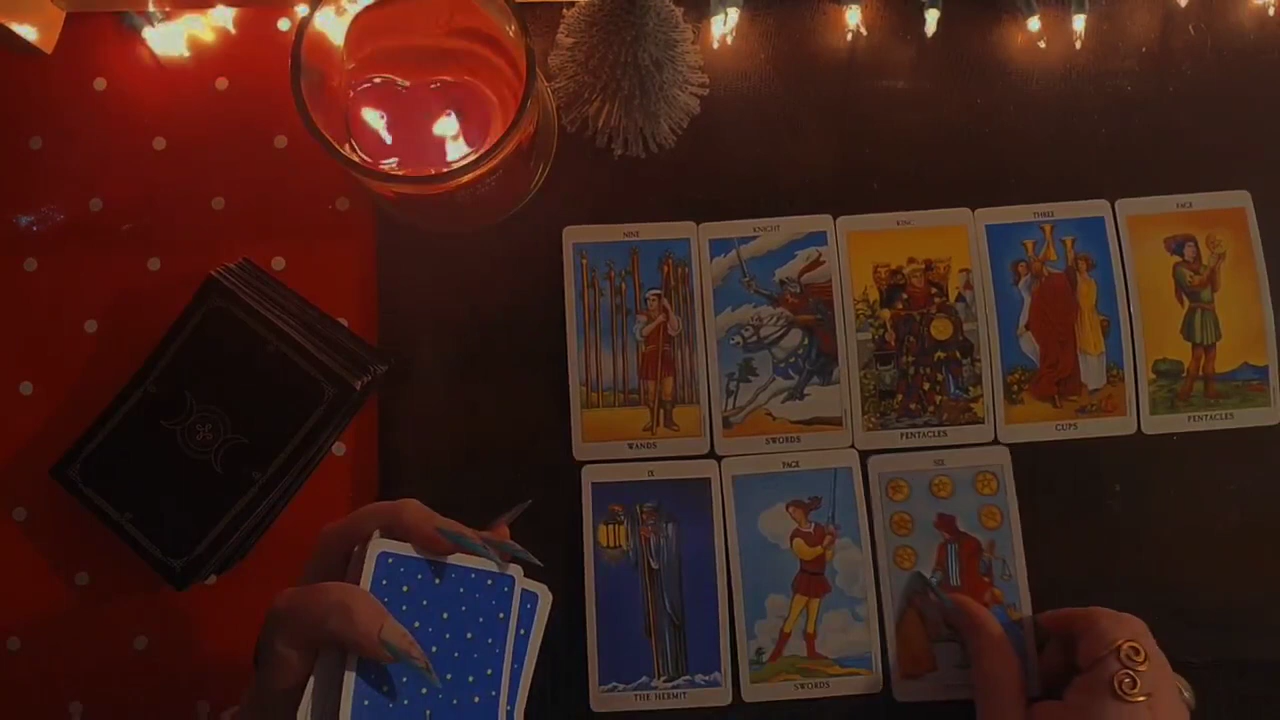 NINE
WANDS
KNIGHT
SWORDS
KING
PENTACLES
THREE
CUPS
PAGE
PENTACLES
IX
THE HERMIT
PAGE
SWORDS
SIX